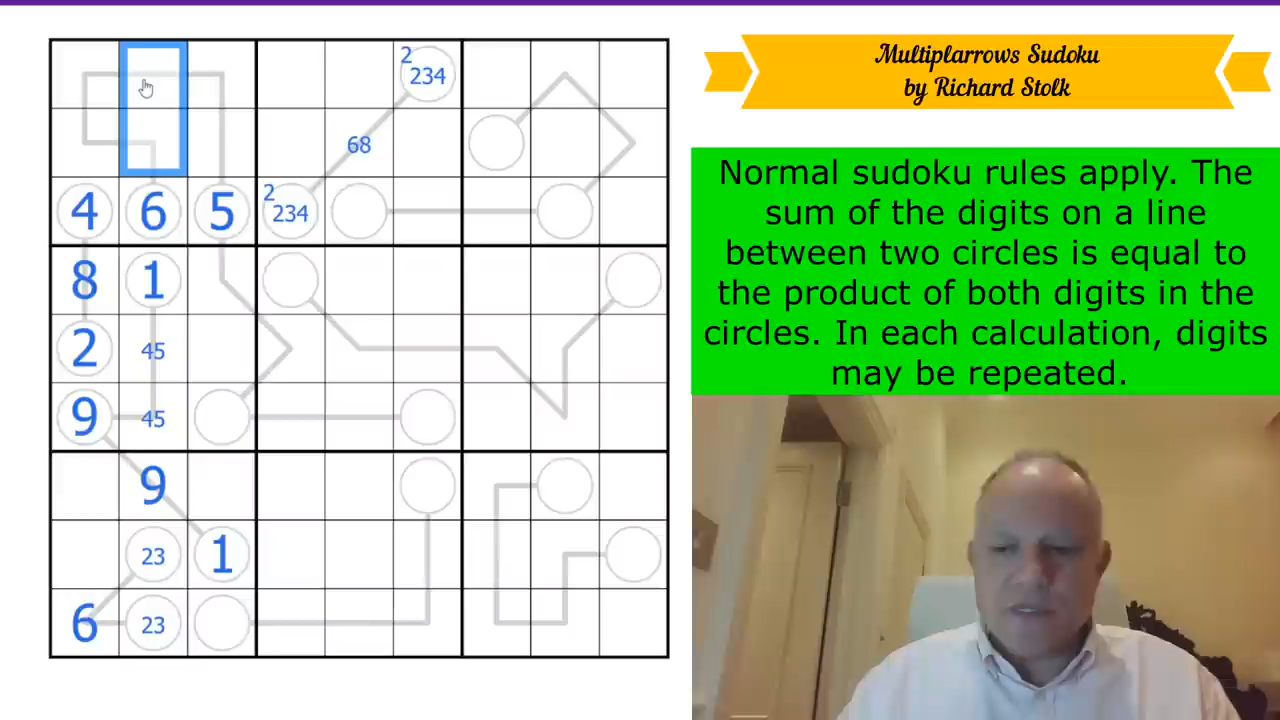 Multiplarrows Sudoku
by Richard Stolk
Normal sudoku rules apply. The
sum of the digits on a line
between two circles is equal to
the product of both digits in the
circles. In each calculation, digits
may be repeated.
2
234
68
4 6 5 2
234
8 1
2 45
9 45
9
23 1
6 23